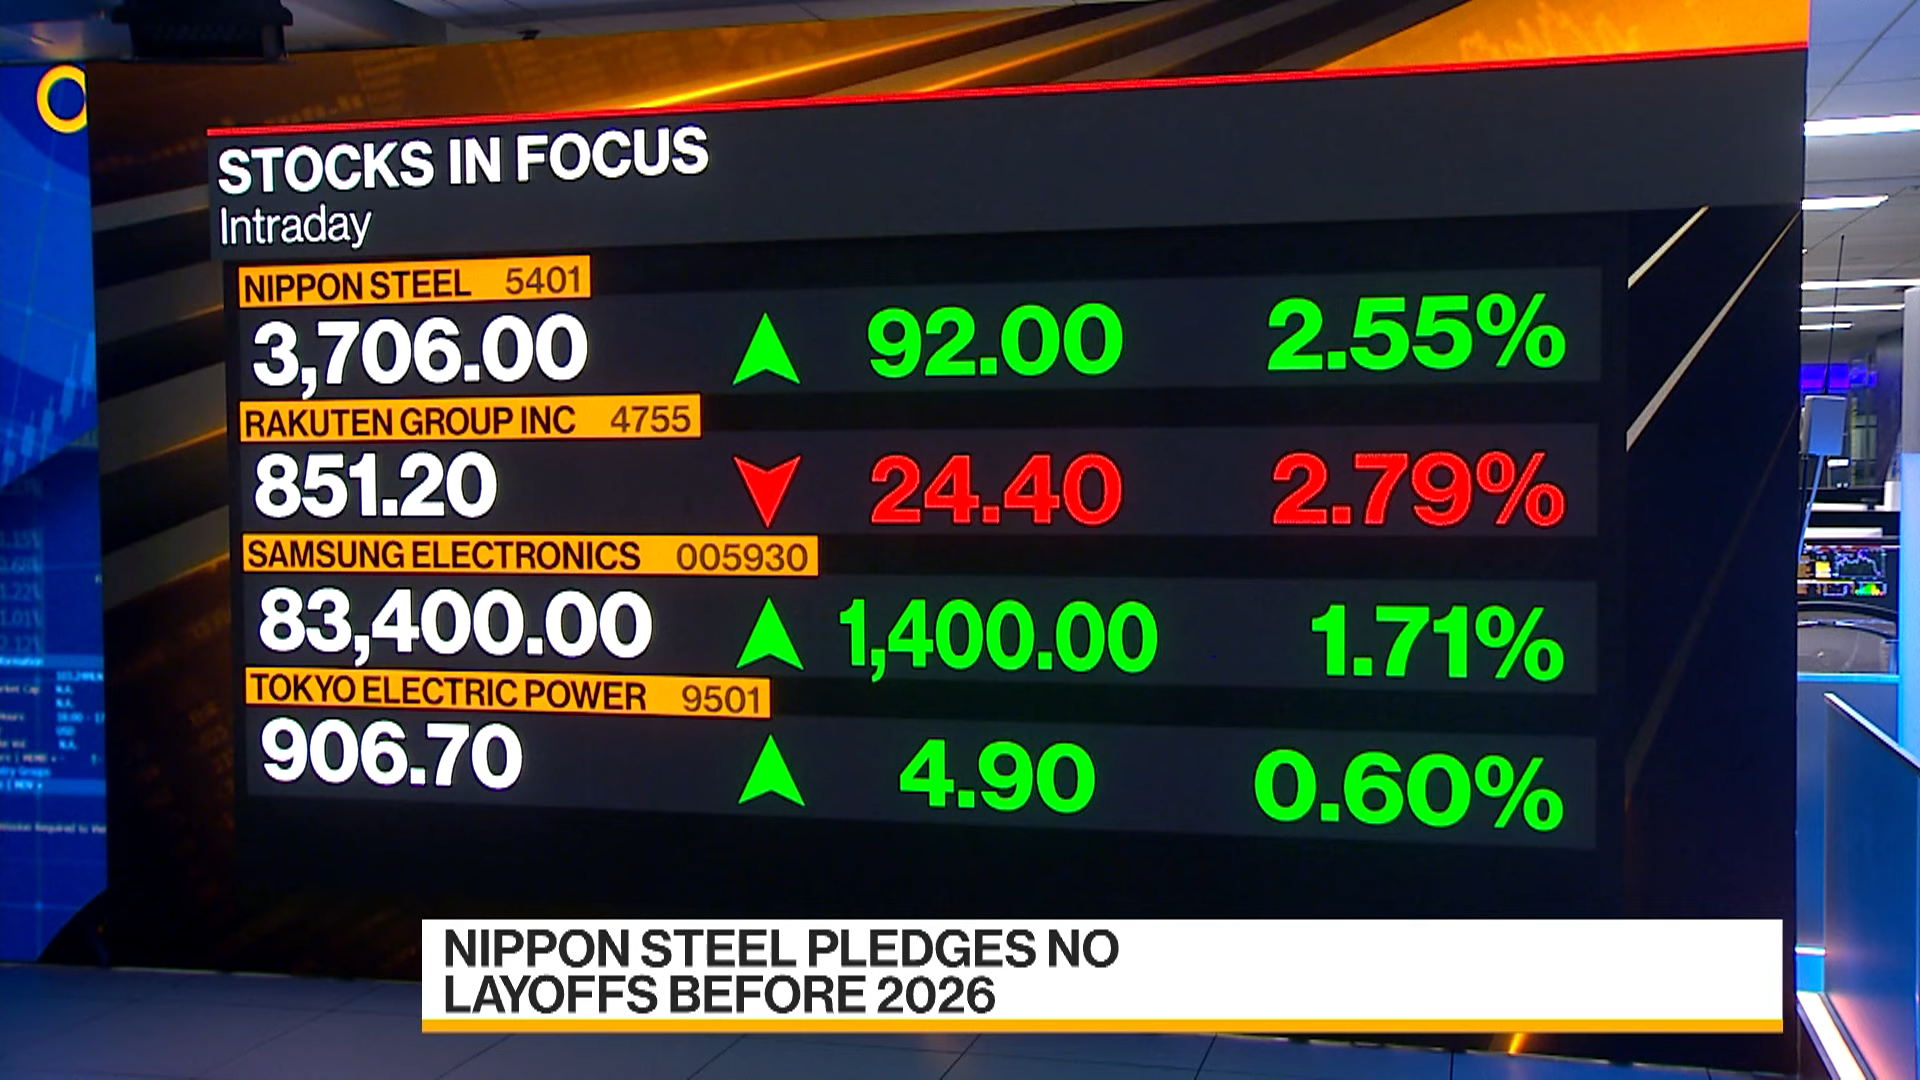 STOCKS IN FOCUS
Intraday
NIPPON STEEL 5401
3,706.00 92.00 2.55%
RAKUTEN GROUP INC 4755
851.20 24.40 2.79%
SAMSUNG ELECTRONICS 005930
83,400.00 1,400.00 1.71%
TOKYO ELECTRIC POWER 9501
906.70 4.90 0.60%
NIPPON STEEL PLEDGES NO
LAYOFFS BEFORE 2026